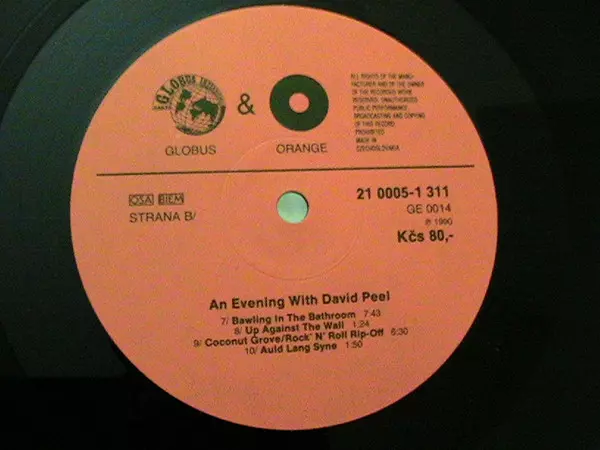 GLOBUS INTERN
&
GLOBUS
ORANGE
ALL RIGHTS OF THE MANU-
FACTURER AND OF THE OWNER
OF THE RECORDED WORK
RESERVED. UNAUTHORIZED
PUBLIC PERFORMANCE,
BROADCASTING AND COPYING
OF THIS RECORD
PROHIBITED
MADE IN
CZECHOSLOVAKIA
OSA BIEM
STRANA B/
21 0005-1 311
GE 0014
℗ 1990
Kčs 80,-
An Evening With David Peel
7/ Bawling In The Bathroom 7:43
8/ Up Against The Wall 1:24
9/ Coconut Grove/Rock' N' Roll Rip-Off 6:30
10/ Auld Lang Syne 1:50